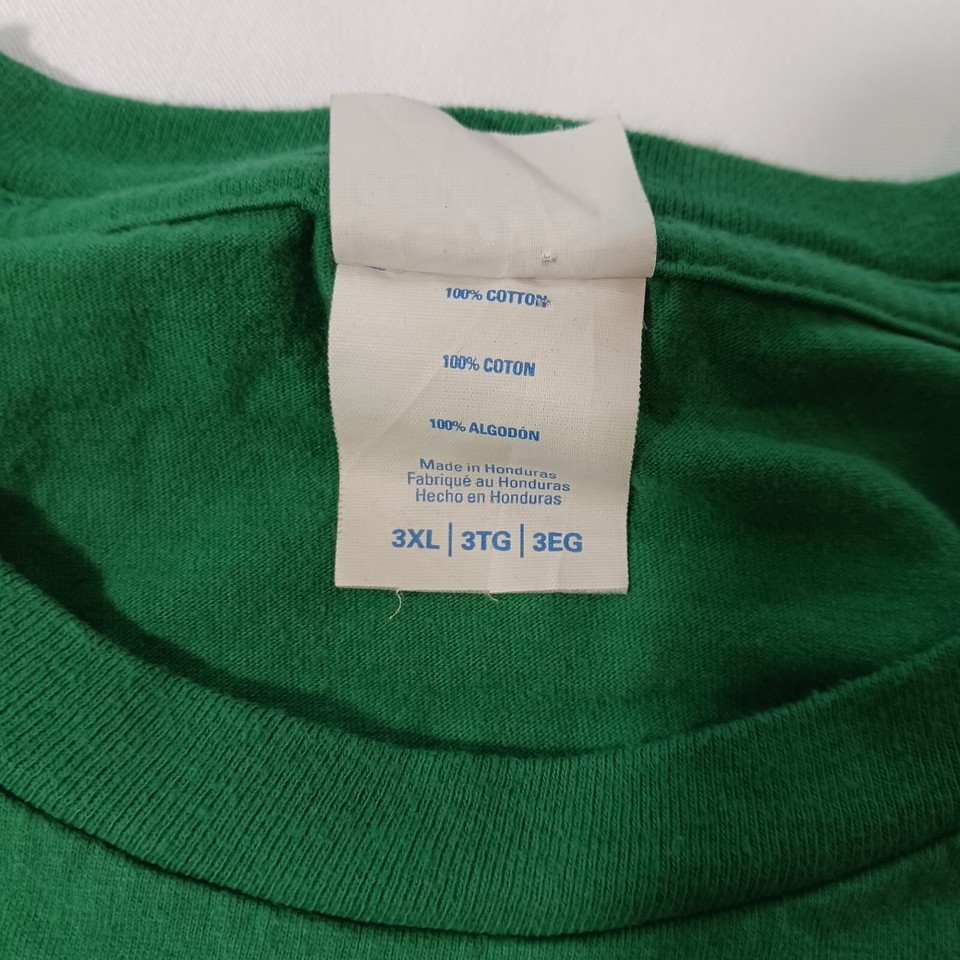 100% COTTON
100% COTON
100% ALGODÓN
Made in Honduras
Fabriqué au Honduras
Hecho en Honduras
3XL | 3TG | 3EG